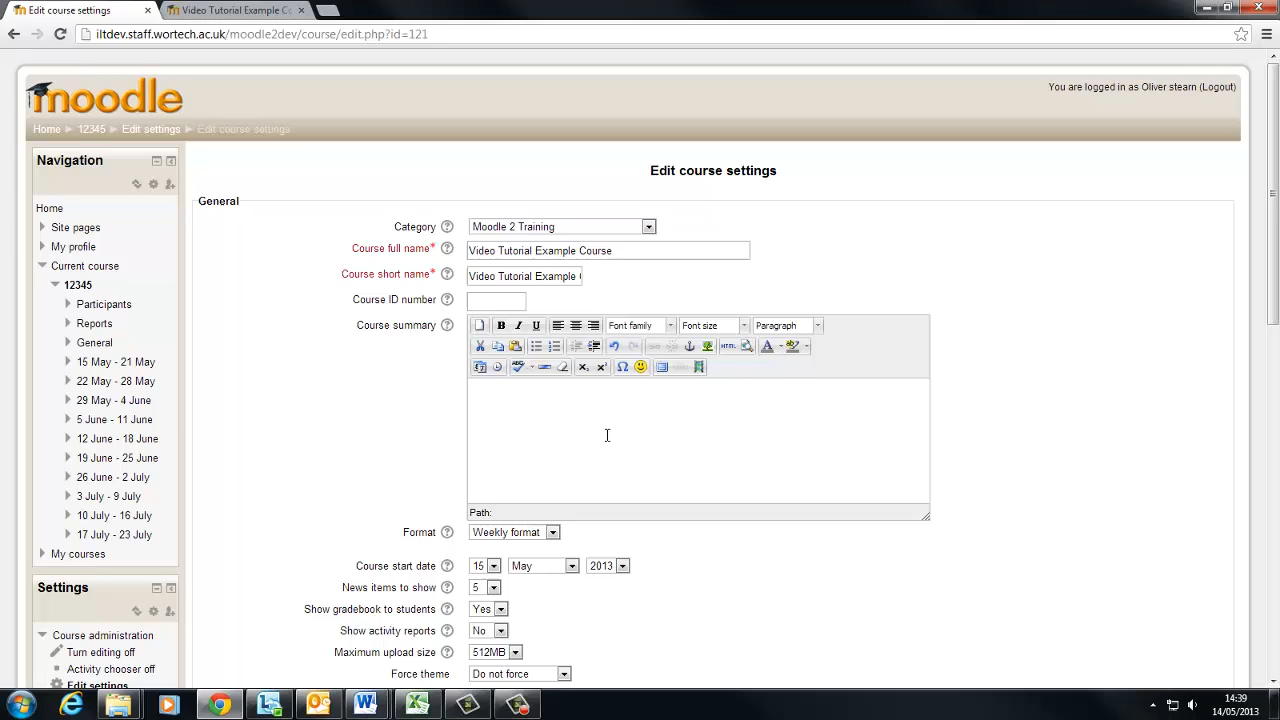 Edit course settings
Video Tutorial Example Co
iltdev.staff.wortech.ac.uk/moodle2dev/course/edit.php?id=121
moodle
You are logged in as Oliver stearn (Logout)
Home 12345 Edit settings Edit course settings
Navigation
Home
Site pages
My profile
Current course
12345
Participants
Reports
General
15 May - 21 May
22 May - 28 May
29 May - 4 June
5 June - 11 June
12 June - 18 June
19 June - 25 June
26 June - 2 July
3 July - 9 July
10 July - 16 July
17 July - 23 July
My courses
Settings
Course administration
Turn editing off
Activity chooser off
Edit settings
Edit course settings
General
Category Moodle 2 Training
Course full name* Video Tutorial Example Course
Course short name* Video Tutorial Example
Course ID number
Course summary
B I U Font family Font size Paragraph
HTML A
Path:
Format Weekly format
Course start date 15 May 2013
News items to show 5
Show gradebook to students Yes
Show activity reports No
Maximum upload size 512MB
Force theme Do not force
14:39
14/05/2013